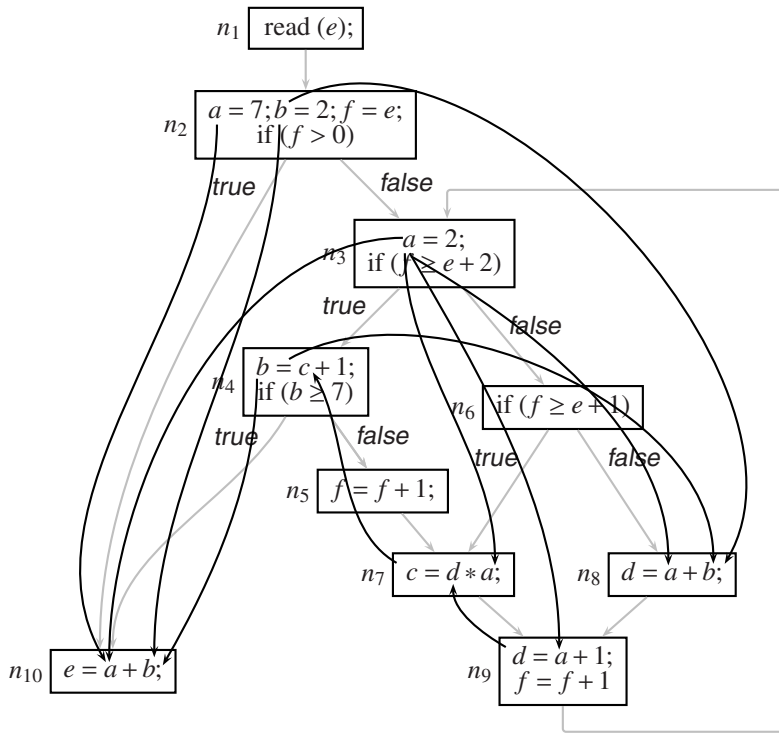 n1 read (e);
n2 a = 7; b = 2; f = e;
if (f > 0)
true
false
n3 a = 2;
if (f ≥ e + 2)
true
false
n4 b = c + 1;
if (b ≥ 7)
n6 if (f ≥ e + 1)
true
false
true
false
n5 f = f + 1;
n7 c = d * a;
n8 d = a + b;
n10 e = a + b;
n9 d = a + 1;
f = f + 1